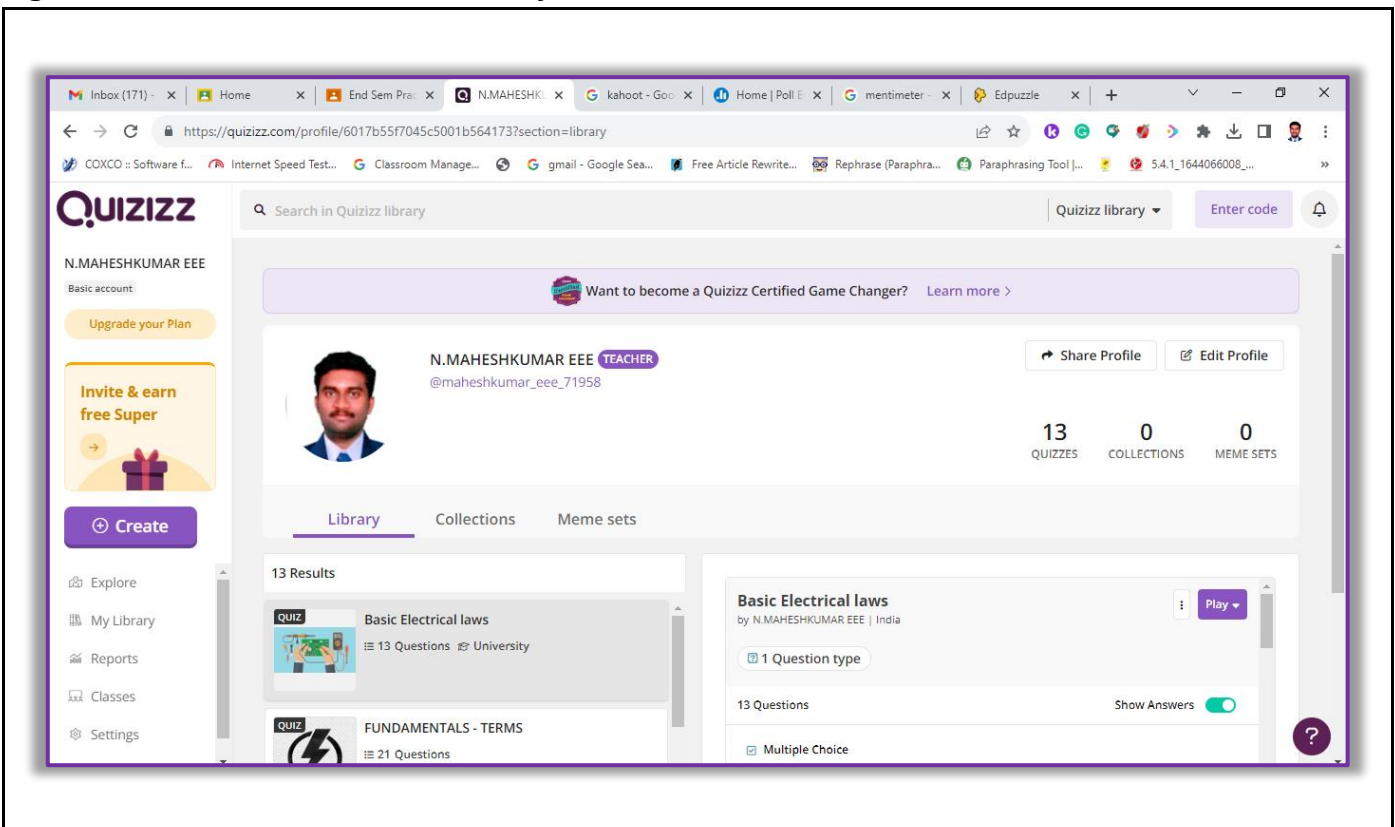 Inbox (171) -
Home
End Sem Prac
N.MAHESHKU
kahoot - Goo
Home | Poll E
mentimeter -
Edpuzzle
https://quizizz.com/profile/6017b55f7045c5001b564173?section=library
COXCO :: Software f...
Internet Speed Test...
Classroom Manage...
gmail - Google Sea...
Free Article Rewrite...
Rephrase (Paraphra...
Paraphrasing Tool |...
5.4.1_1644066008_...
QUIZIZZ
Search in Quizizz library
Quizizz library
Enter code
N.MAHESHKUMAR EEE
Basic account
Upgrade your Plan
Invite & earn
free Super
Create
Explore
My Library
Reports
Classes
Settings
Want to become a Quizizz Certified Game Changer? Learn more >
N.MAHESHKUMAR EEE TEACHER
@maheshkumar_eee_71958
Share Profile
Edit Profile
13 0 0
QUIZZES COLLECTIONS MEME SETS
Library Collections Meme sets
13 Results
QUIZ
Basic Electrical laws
13 Questions University
QUIZ
FUNDAMENTALS - TERMS
21 Questions
Basic Electrical laws
by N.MAHESHKUMAR EEE | India
Play
1 Question type
13 Questions
Show Answers
Multiple Choice
?